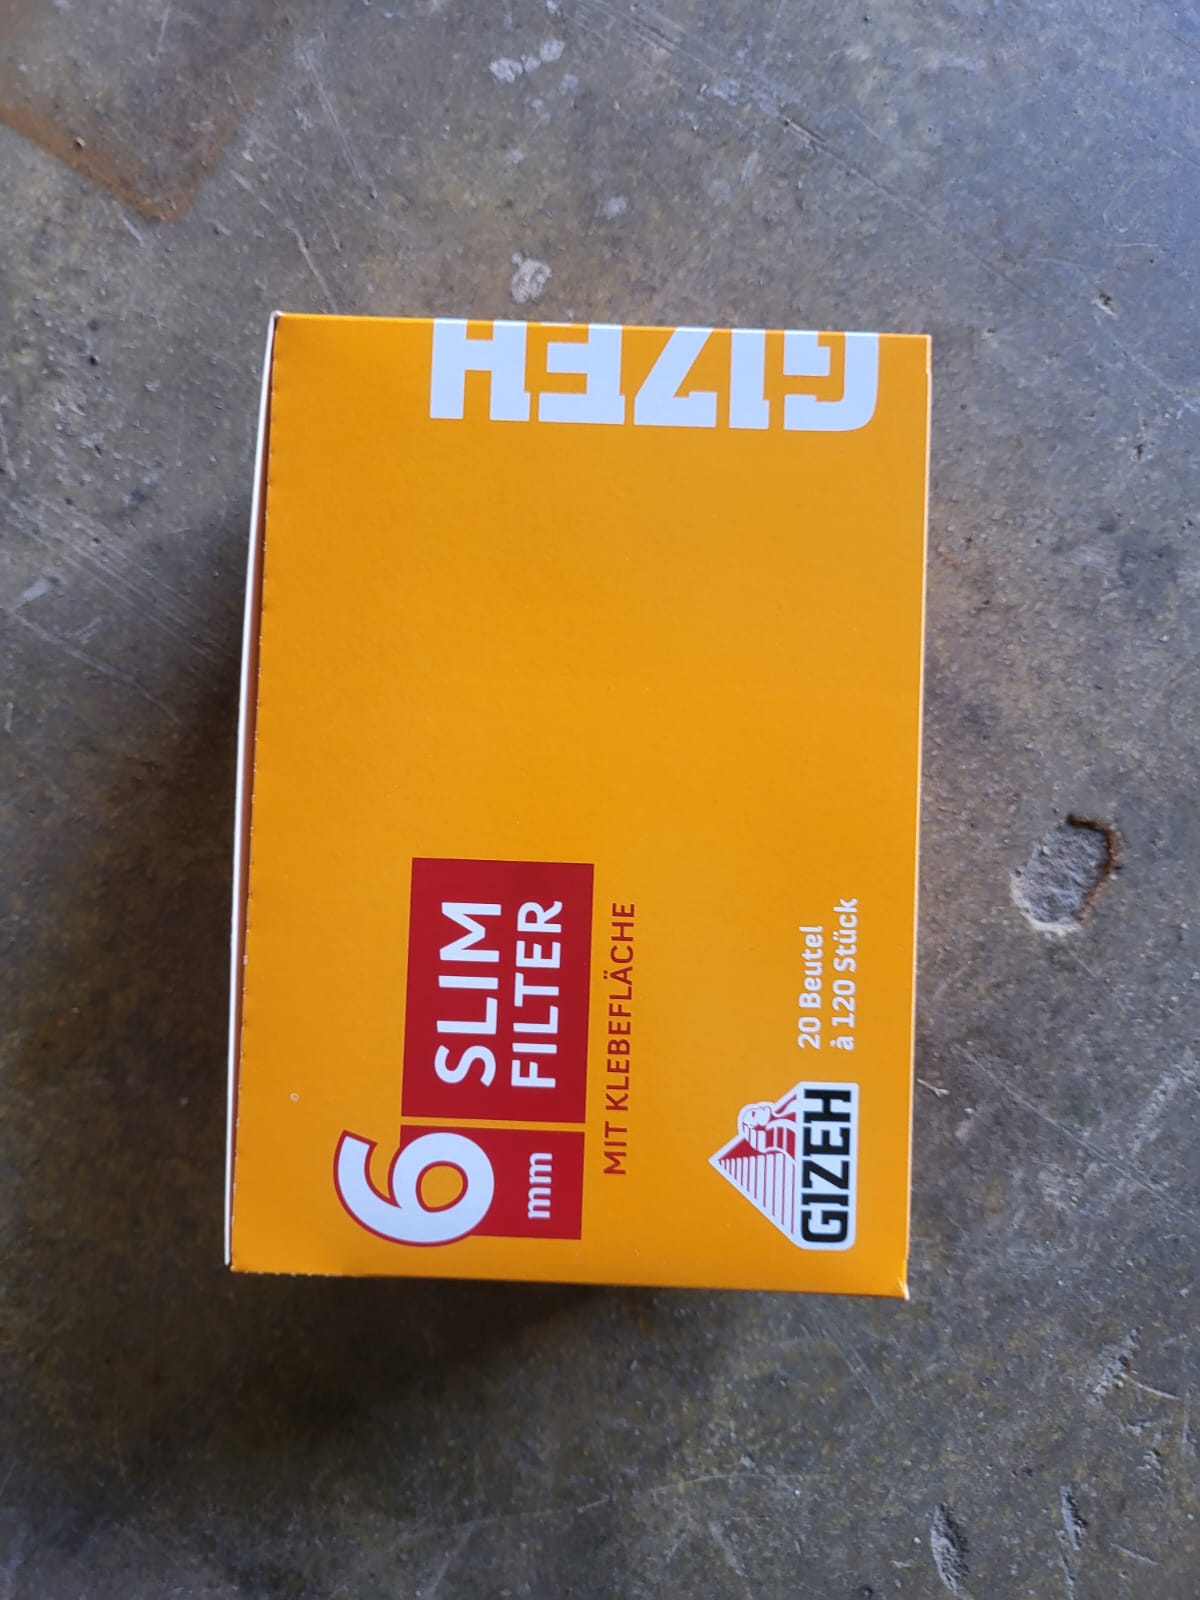 GIZEH
6
mm
SLIM
FILTER
MIT KLEBEFLÄCHE
20 Beutel
à 120 Stück
GIZEH